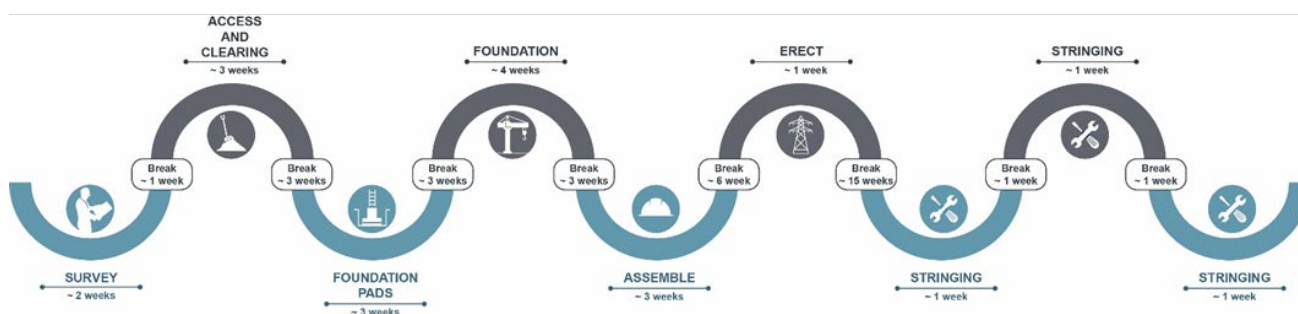 SURVEY
~ 2 weeks
Break
~ 1 week
ACCESS
AND
CLEARING
~ 3 weeks
Break
~ 3 weeks
FOUNDATION
PADS
~ 3 weeks
Break
~ 3 weeks
FOUNDATION
~ 4 weeks
Break
~ 3 weeks
ASSEMBLE
~ 3 weeks
Break
~ 6 week
ERECT
~ 1 week
Break
~ 15 weeks
STRINGING
~ 1 week
Break
~ 1 week
STRINGING
~ 1 week
Break
~ 1 week
STRINGING
~ 1 week